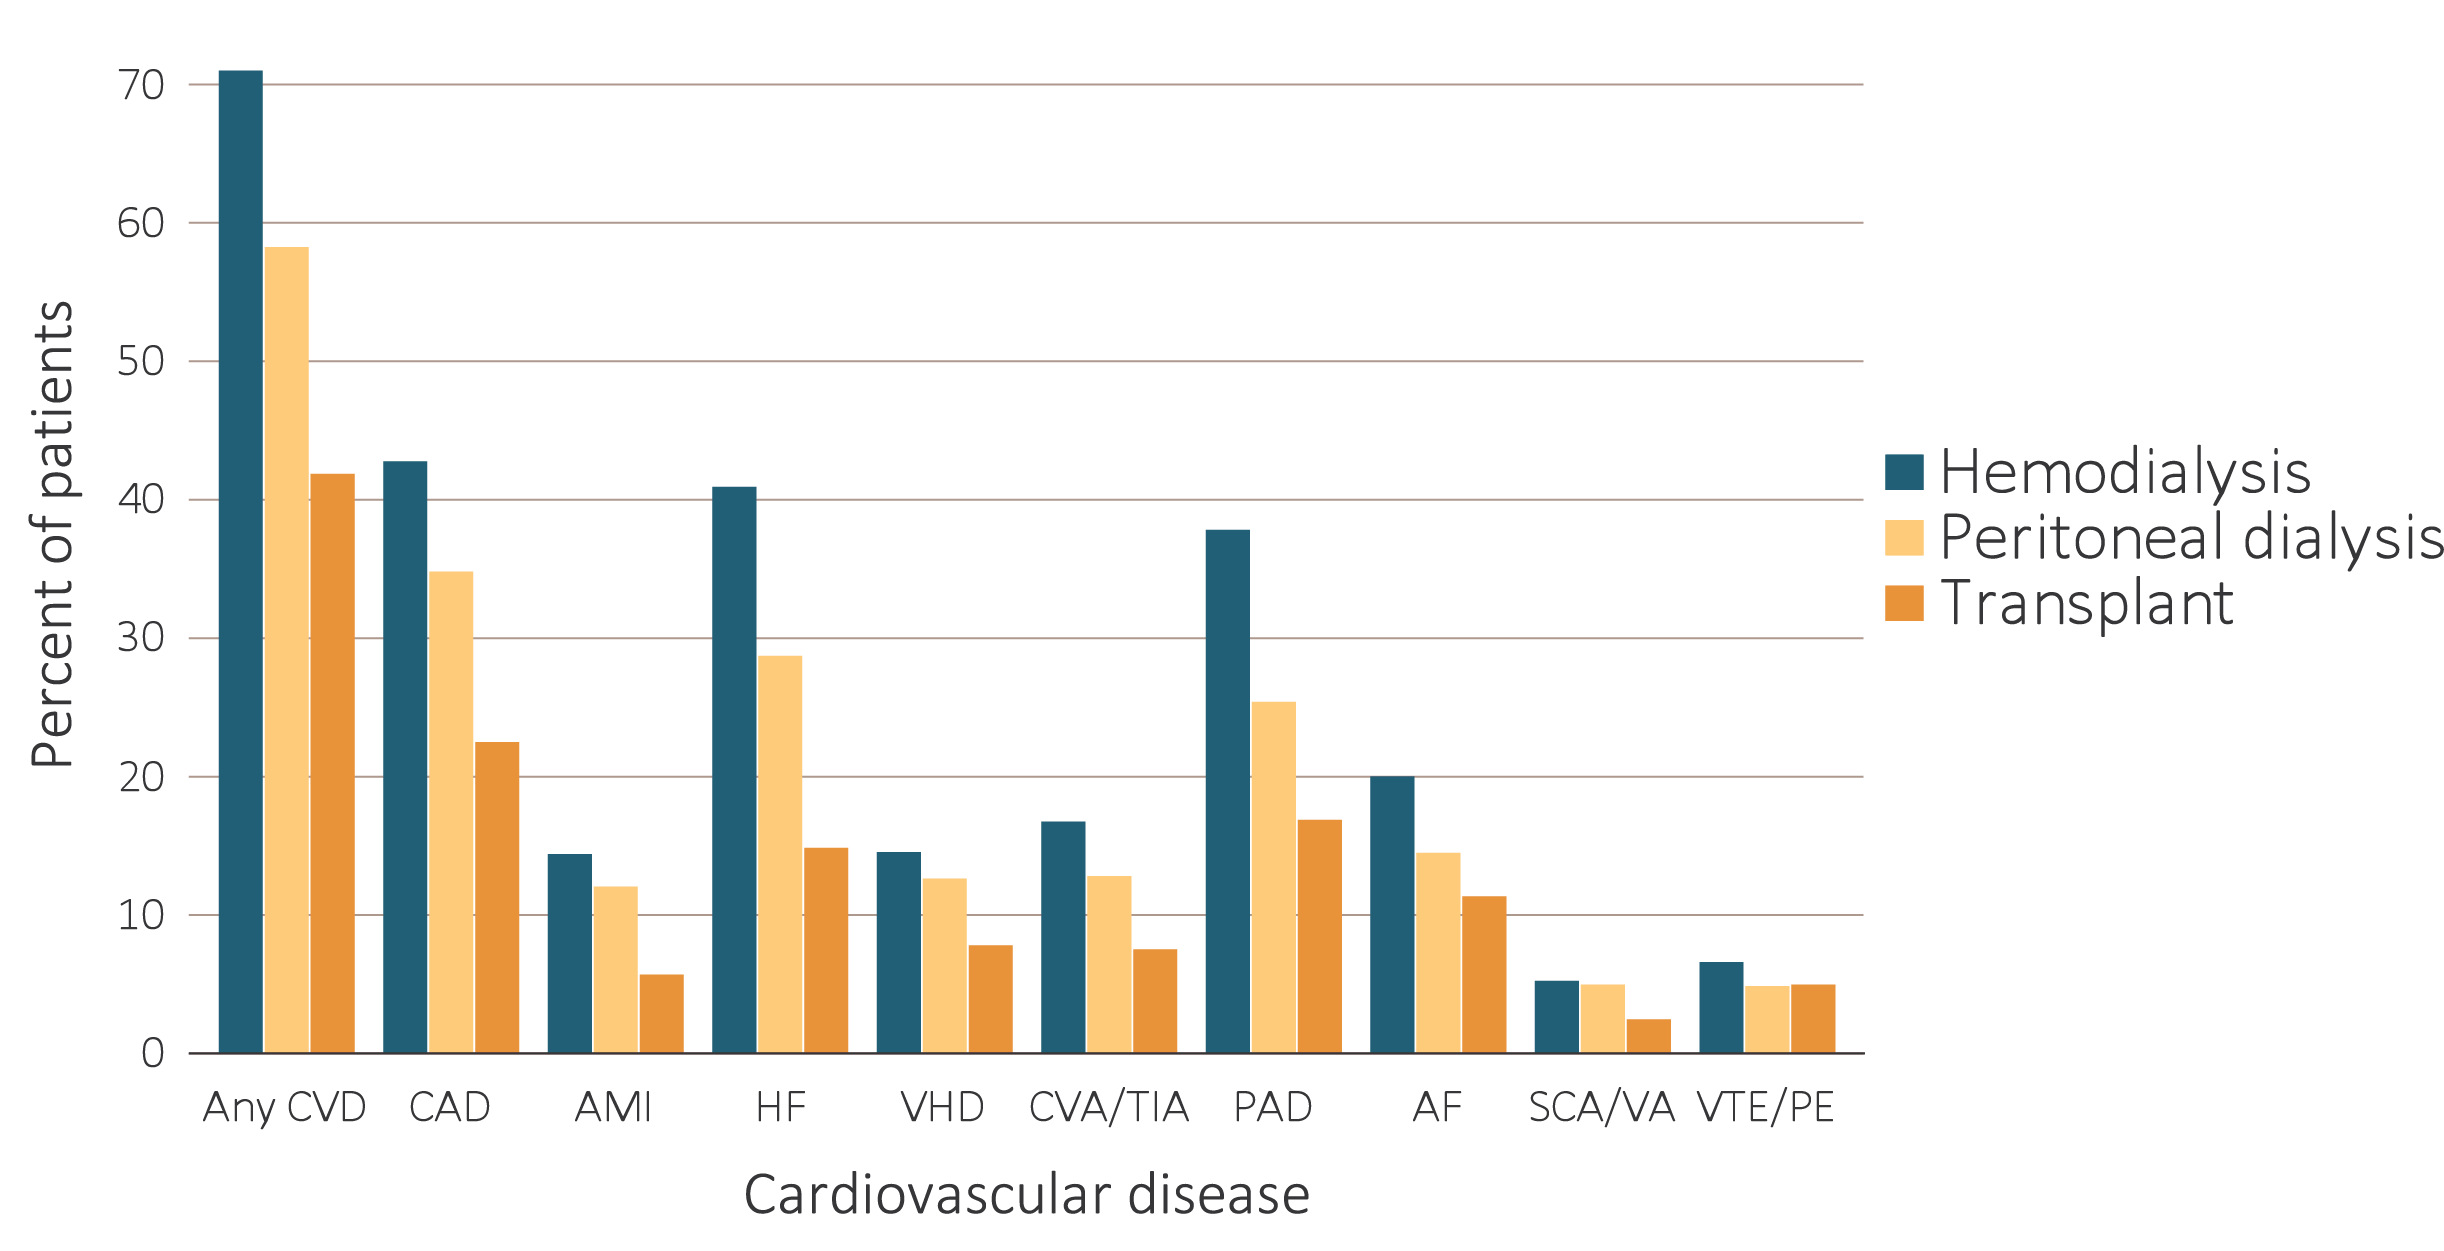 Percent of patients
70
60
50
40
30
20
10
0
Any CVD CAD AMI HF VHD CVA/TIA PAD AF SCA/VA VTE/PE
Cardiovascular disease
Hemodialysis
Peritoneal dialysis
Transplant